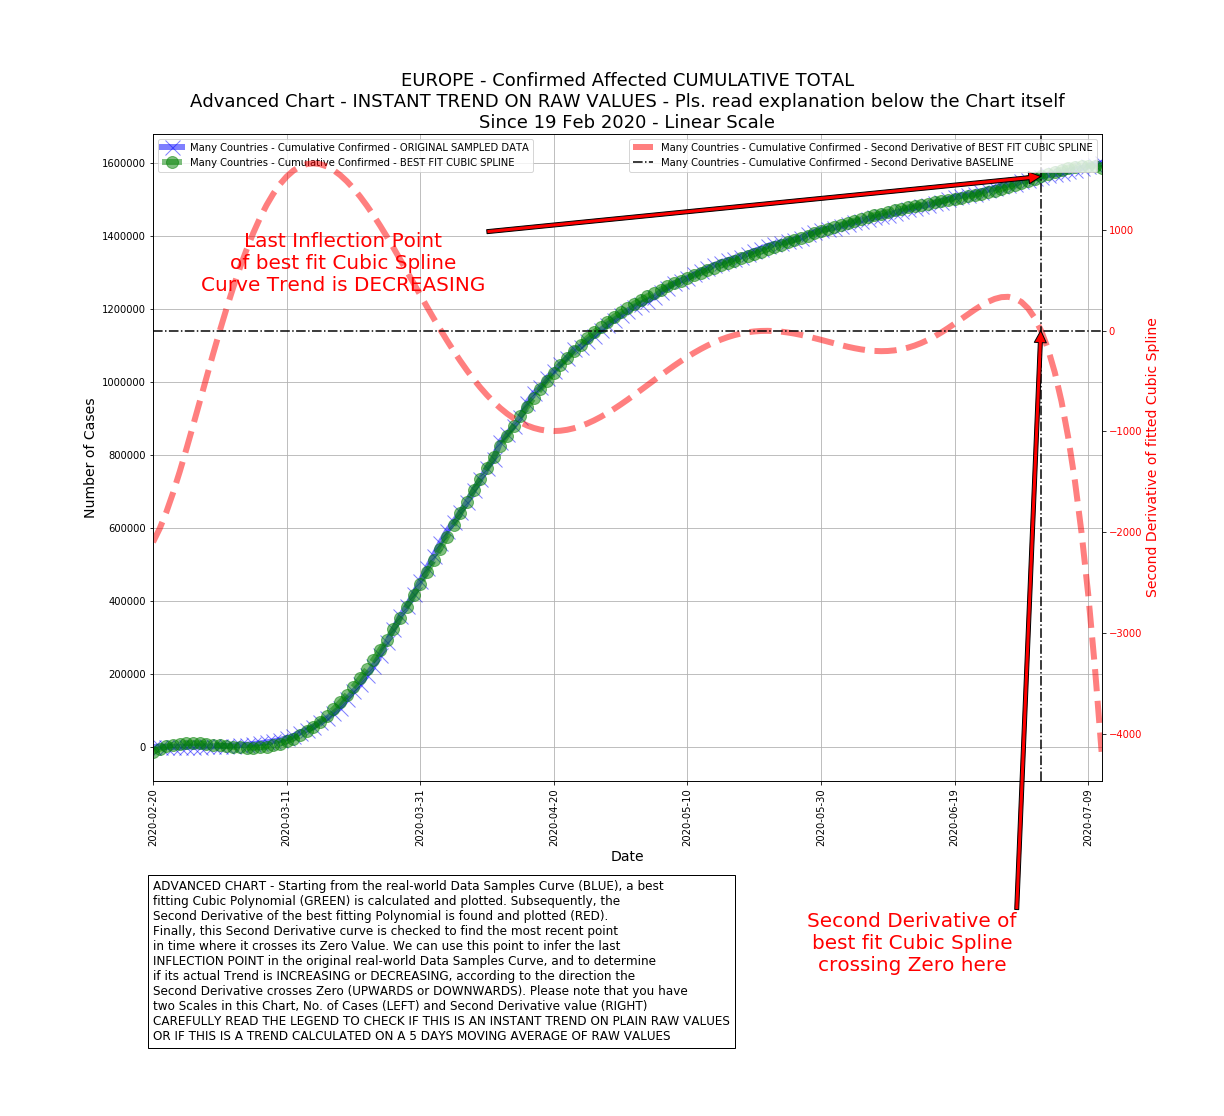 EUROPE - Confirmed Affected CUMULATIVE TOTAL
Advanced Chart - INSTANT TREND ON RAW VALUES - Pls. read explanation below the Chart itself
Since 19 Feb 2020 - Linear Scale
Many Countries - Cumulative Confirmed - ORIGINAL SAMPLED DATA
Many Countries - Cumulative Confirmed - BEST FIT CUBIC SPLINE
Many Countries - Cumulative Confirmed - Second Derivative of BEST FIT CUBIC SPLINE
Many Countries - Cumulative Confirmed - Second Derivative BASELINE
Last Inflection Point
of best fit Cubic Spline
Curve Trend is DECREASING
Number of Cases
1600000
1400000
1200000
1000000
800000
600000
400000
200000
0
1000
0
−1000
−2000
−3000
−4000
Second Derivative of fitted Cubic Spline
2020-02-20
2020-03-11
2020-03-31
2020-04-20
2020-05-10
2020-05-30
2020-06-19
2020-07-09
Date
ADVANCED CHART - Starting from the real-world Data Samples Curve (BLUE), a best
fitting Cubic Polynomial (GREEN) is calculated and plotted. Subsequently, the
Second Derivative of the best fitting Polynomial is found and plotted (RED).
Finally, this Second Derivative curve is checked to find the most recent point
in time where it crosses its Zero Value. We can use this point to infer the last
INFLECTION POINT in the original real-world Data Samples Curve, and to determine
if its actual Trend is INCREASING or DECREASING, according to the direction the
Second Derivative crosses Zero (UPWARDS or DOWNWARDS). Please note that you have
two Scales in this Chart, No. of Cases (LEFT) and Second Derivative value (RIGHT)
CAREFULLY READ THE LEGEND TO CHECK IF THIS IS AN INSTANT TREND ON PLAIN RAW VALUES
OR IF THIS IS A TREND CALCULATED ON A 5 DAYS MOVING AVERAGE OF RAW VALUES
Second Derivative of
best fit Cubic Spline
crossing Zero here